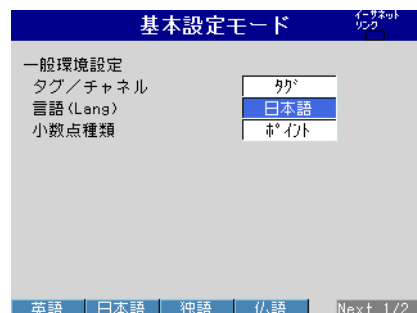 基本設定モード
イーサネット
リンク
一般環境設定
タグ／チャネル タグ
言語(Lang) 日本語
小数点種類 ポイント
英語 日本語 独語 仏語 Next 1/2